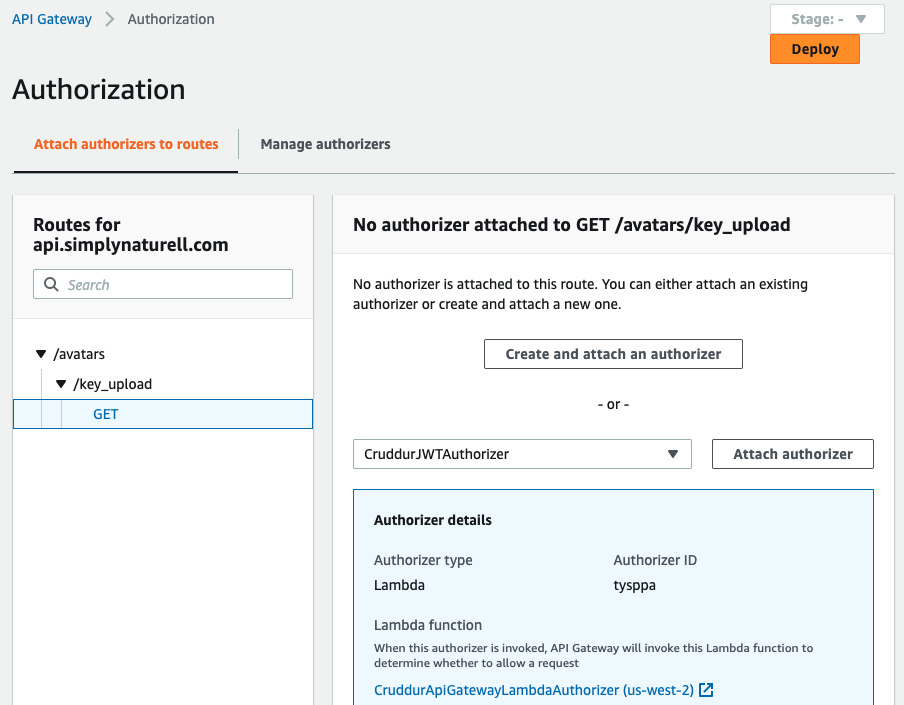 API Gateway > Authorization
Stage: -
Deploy
Authorization
Attach authorizers to routes
Manage authorizers
Routes for
api.simplynaturell.com
Search
/avatars
/key_upload
GET
No authorizer attached to GET /avatars/key_upload
No authorizer is attached to this route. You can either attach an existing
authorizer or create and attach a new one.
Create and attach an authorizer
- or -
CruddurJWTAuthorizer
Attach authorizer
Authorizer details
Authorizer type
Authorizer ID
Lambda
tysppa
Lambda function
When this authorizer is invoked, API Gateway will invoke this Lambda function to
determine whether to allow a request
CruddurApiGatewayLambdaAuthorizer (us-west-2)